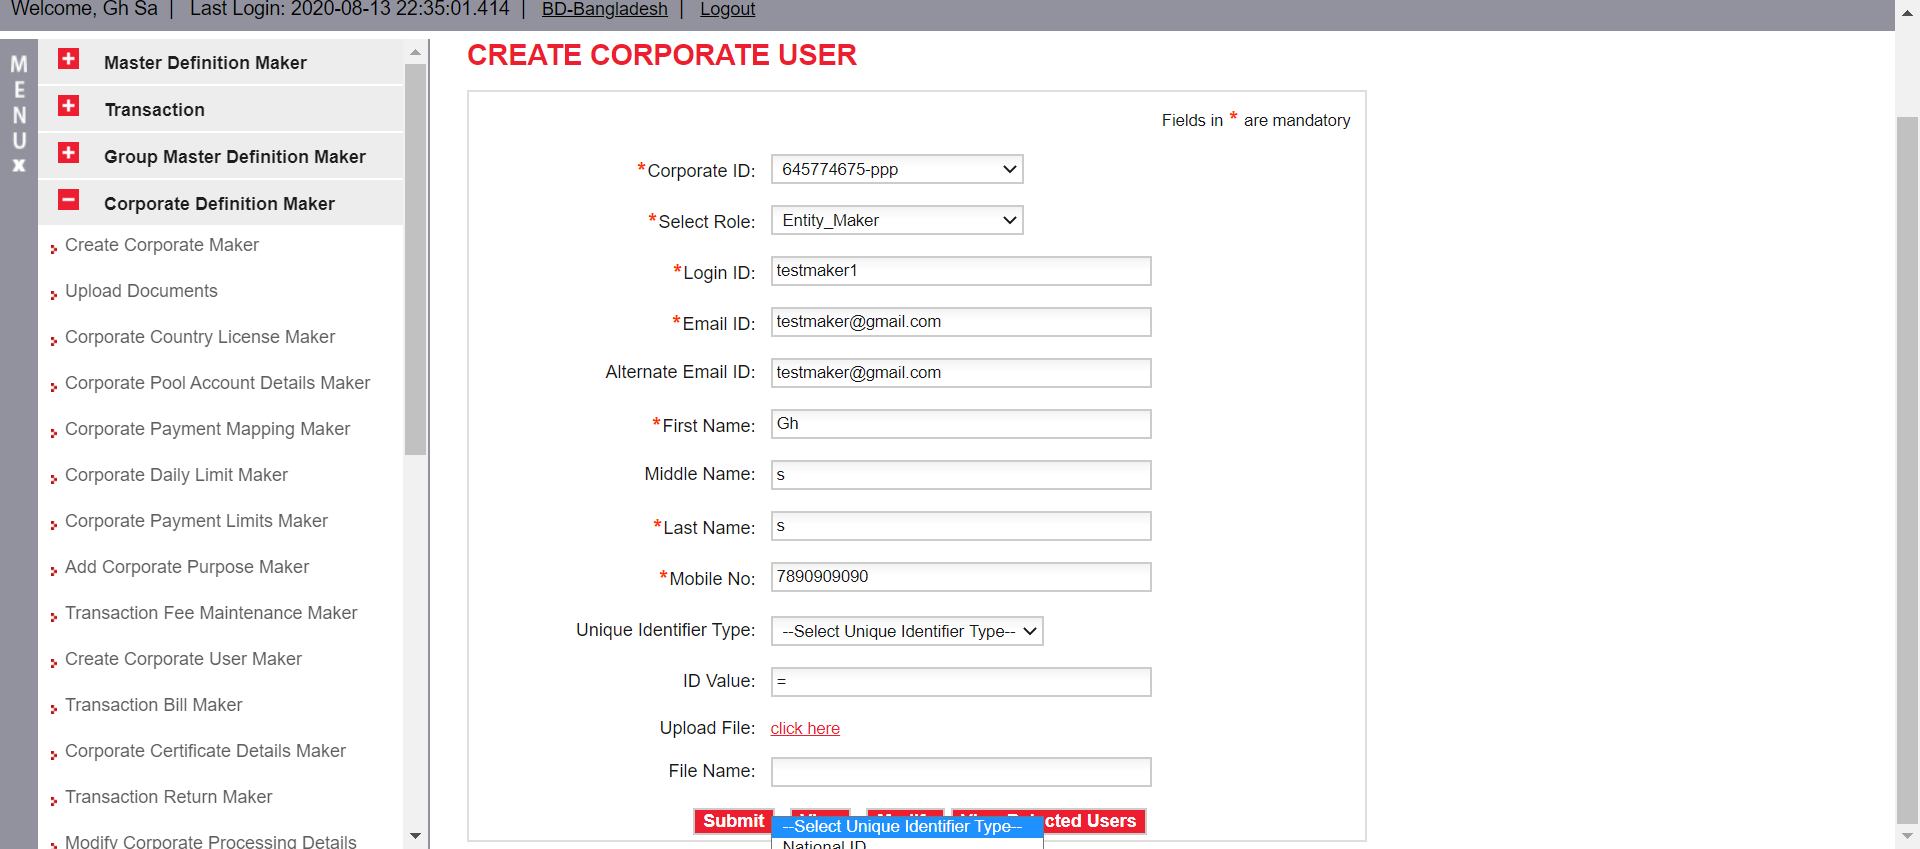 Welcome, Gh Sa | Last Login: 2020-08-13 22:35:01.414 | BD-Bangladesh | Logout
MENU X
Master Definition Maker
Transaction
Group Master Definition Maker
Corporate Definition Maker
Create Corporate Maker
Upload Documents
Corporate Country License Maker
Corporate Pool Account Details Maker
Corporate Payment Mapping Maker
Corporate Daily Limit Maker
Corporate Payment Limits Maker
Add Corporate Purpose Maker
Transaction Fee Maintenance Maker
Create Corporate User Maker
Transaction Bill Maker
Corporate Certificate Details Maker
Transaction Return Maker
Modify Corporate Processing Details
CREATE CORPORATE USER
Fields in * are mandatory
*Corporate ID: 645774675-ppp
*Select Role: Entity_Maker
*Login ID: testmaker1
*Email ID: testmaker@gmail.com
Alternate Email ID: testmaker@gmail.com
*First Name: Gh
Middle Name: s
*Last Name: s
*Mobile No: 7890909090
Unique Identifier Type: --Select Unique Identifier Type--
ID Value: =
Upload File: click here
File Name:
Submit View Modify View Rejected Users
--Select Unique Identifier Type--
National ID